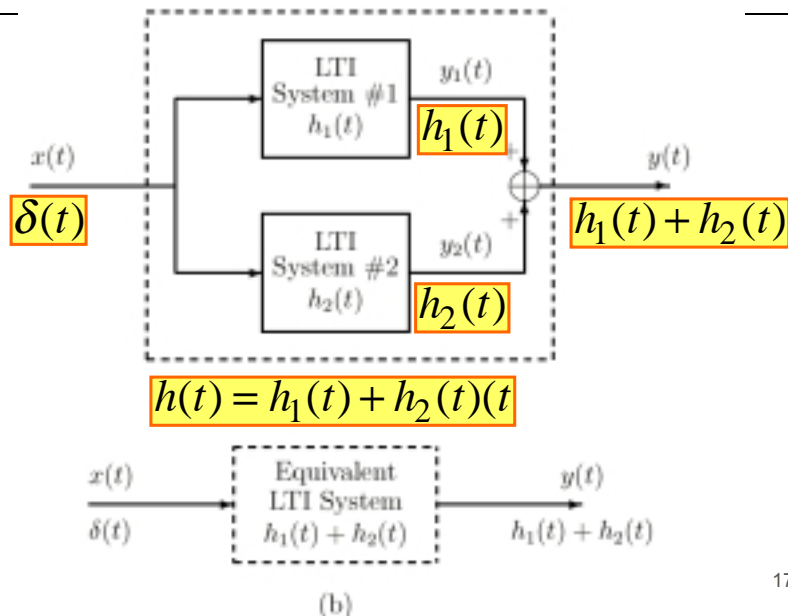 LTI
System #1
h₁(t)
y₁(t)
h₁(t)
+
x(t)
δ(t)
y(t)
h₁(t) + h₂(t)
+
LTI
System #2
h₂(t)
y₂(t)
h₂(t)
h(t) = h₁(t) + h₂(t)(t
x(t)
δ(t)
Equivalent
LTI System
h₁(t) + h₂(t)
y(t)
h₁(t) + h₂(t)
(b)
17